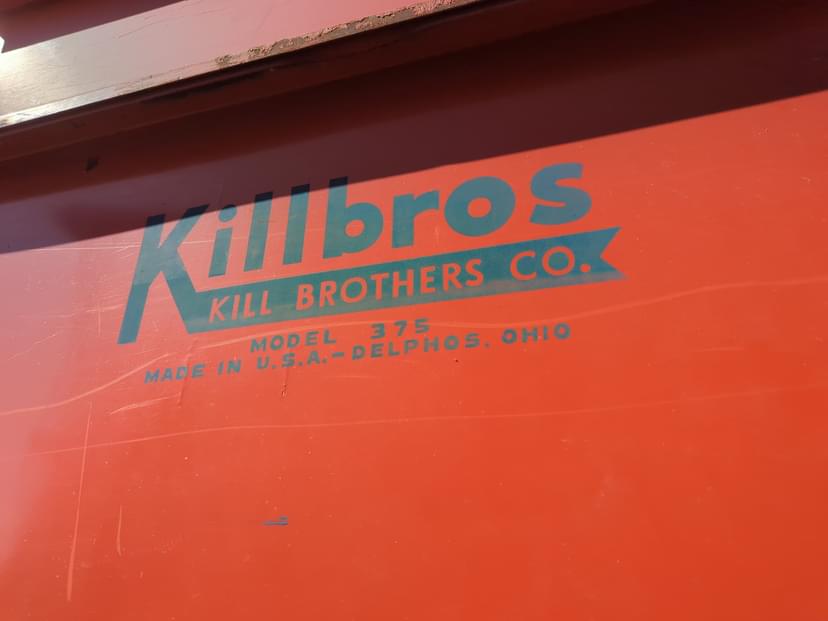 Killbros
KILL BROTHERS CO.
MODEL 375
MADE IN U.S.A.-DELPHOS, OHIO